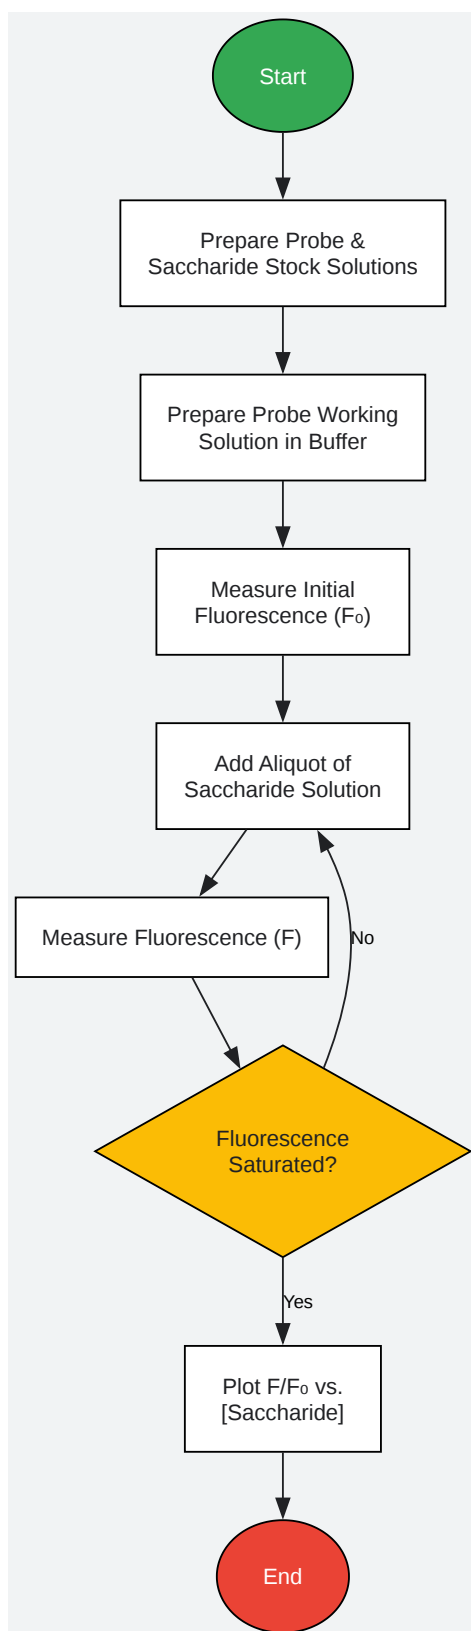 Start
Prepare Probe &
Saccharide Stock Solutions
Prepare Probe Working
Solution in Buffer
Measure Initial
Fluorescence (F₀)
Add Aliquot of
Saccharide Solution
Measure Fluorescence (F)
No
Fluorescence
Saturated?
Yes
Plot F/F₀ vs.
[Saccharide]
End